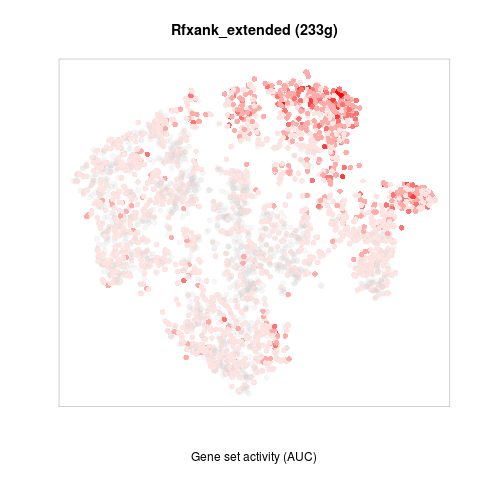 Rfxank_extended (233g)
Gene set activity (AUC)